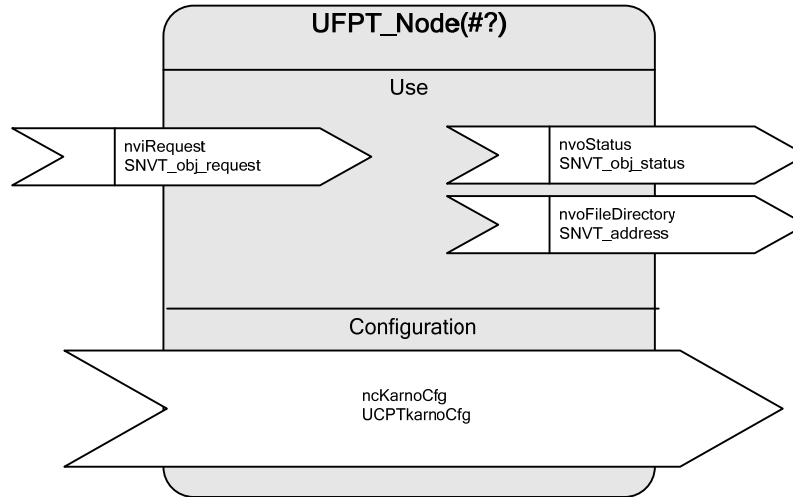 UFPT_Node(#?)
Use
nviRequest
SNVT_obj_request
nvoStatus
SNVT_obj_status
nvoFileDirectory
SNVT_address
Configuration
ncKarnoCfg
UCPTkarnoCfg